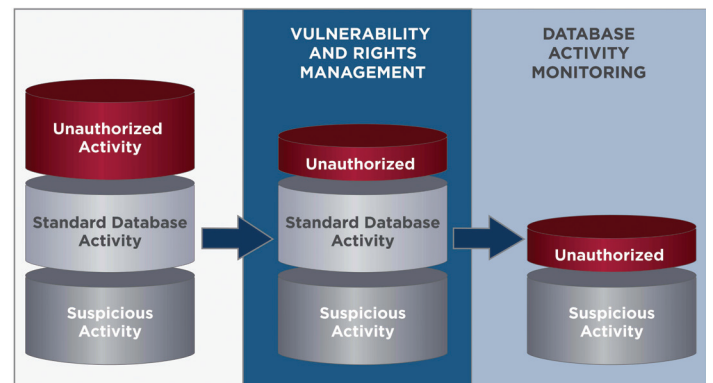 VULNERABILITY
AND RIGHTS
MANAGEMENT
DATABASE
ACTIVITY
MONITORING
Unauthorized
Activity
Standard Database
Activity
Suspicious
Activity
Unauthorized
Standard Database
Activity
Suspicious
Activity
Unauthorized
Suspicious
Activity